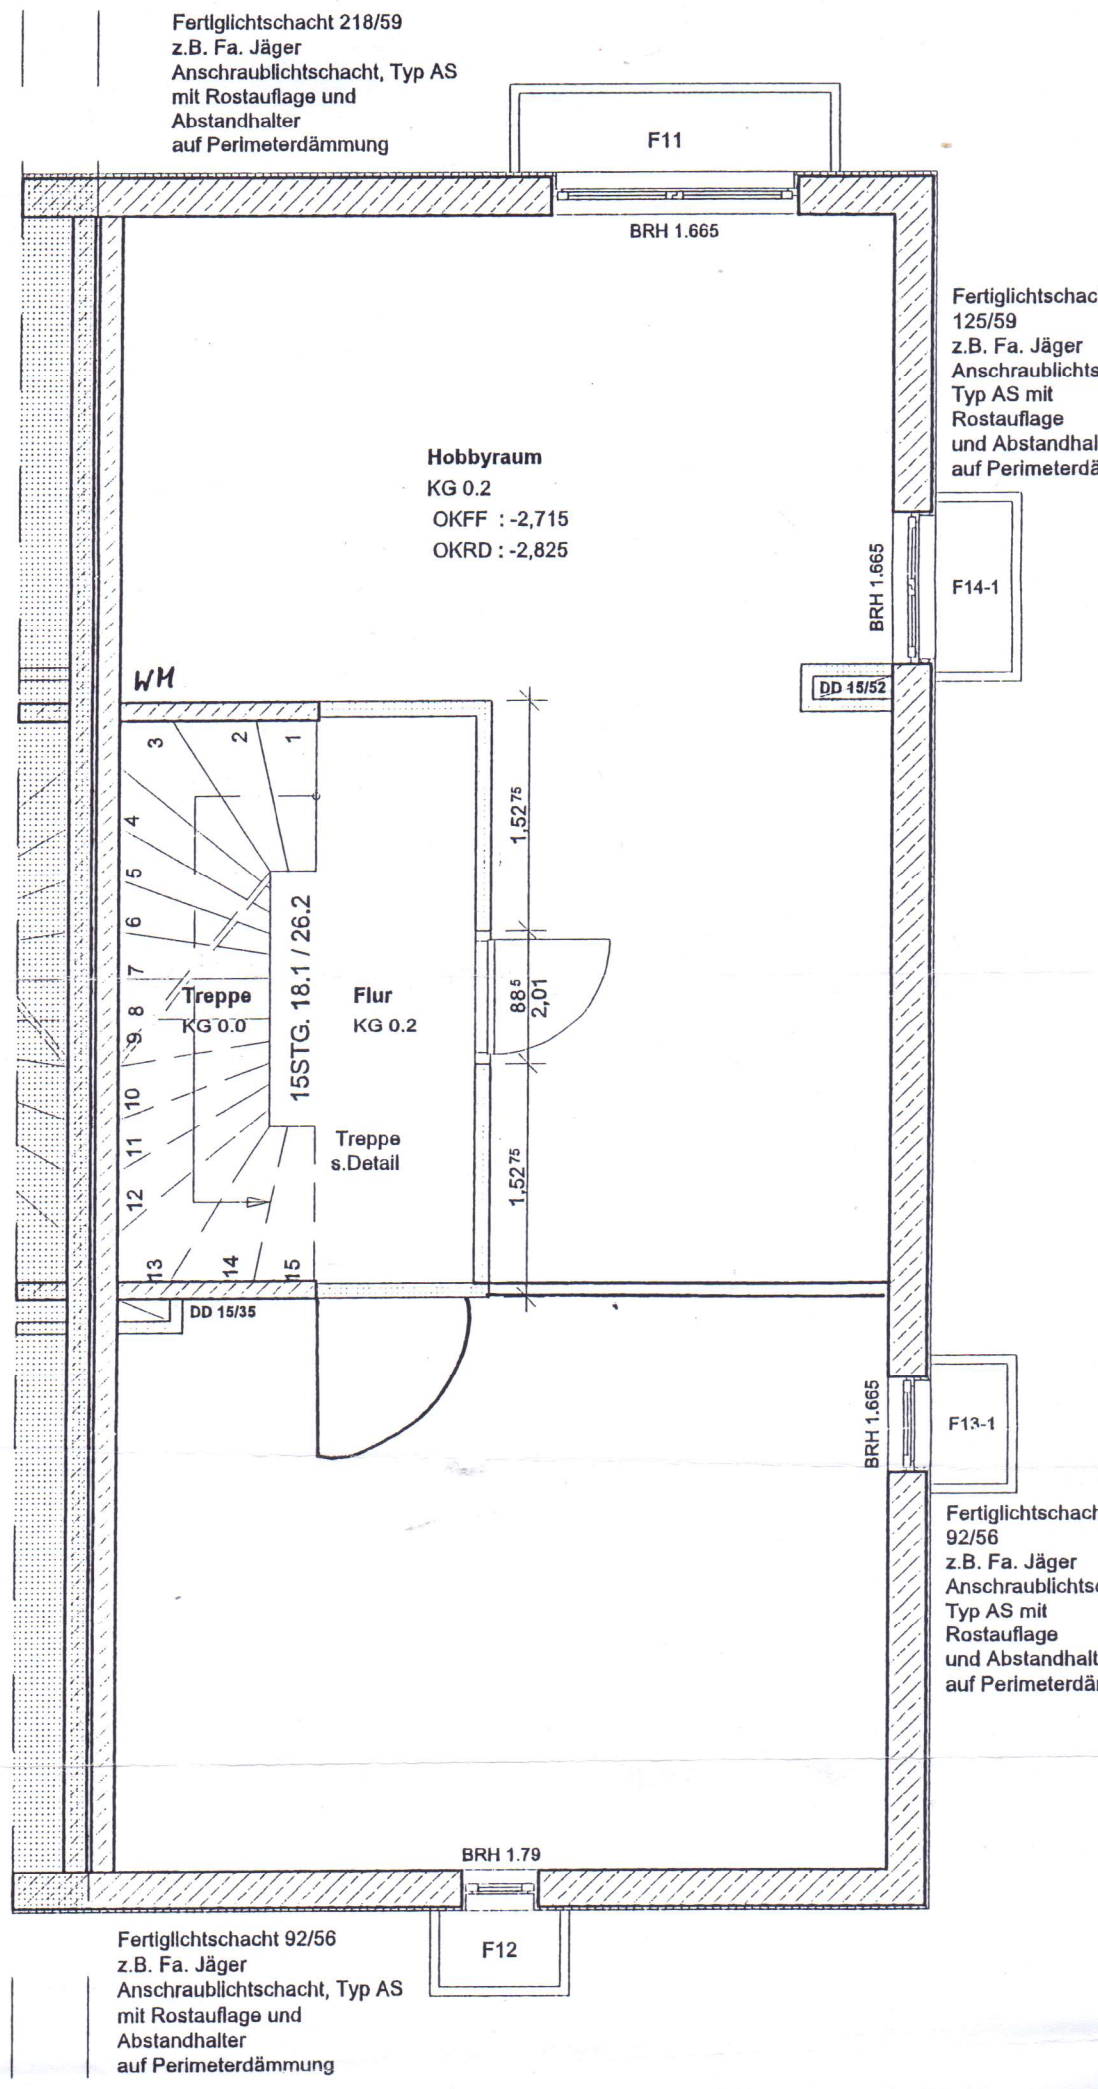 Fertiglichtschacht 218/59
z.B. Fa. Jäger
Anschraublichtschacht, Typ AS
mit Rostauflage und
Abstandhalter
auf Perimeterdämmung
F11
BRH 1.665
Fertiglichtschac
125/59
z.B. Fa. Jäger
Anschraublichts
Typ AS mit
Rostauflage
und Abstandhal
auf Perimeterdä
Hobbyraum
KG 0.2
OKFF : -2,715
OKRD : -2,825
BRH 1.665
F14-1
WM
DD 15/52
3
2
1
4
5
6
7
8
9
10
11
12
13
14
15
1,52⁷⁵
88⁵
2,01
1,52⁷⁵
15STG. 18.1 / 26.2
Treppe
KG 0.0
Flur
KG 0.2
Treppe
s.Detail
DD 15/35
BRH 1.665
F13-1
Fertiglichtschach
92/56
z.B. Fa. Jäger
Anschraublichtsc
Typ AS mit
Rostauflage
und Abstandhalt
auf Perimeterdä
BRH 1.79
F12
Fertiglichtschacht 92/56
z.B. Fa. Jäger
Anschraublichtschacht, Typ AS
mit Rostauflage und
Abstandhalter
auf Perimeterdämmung